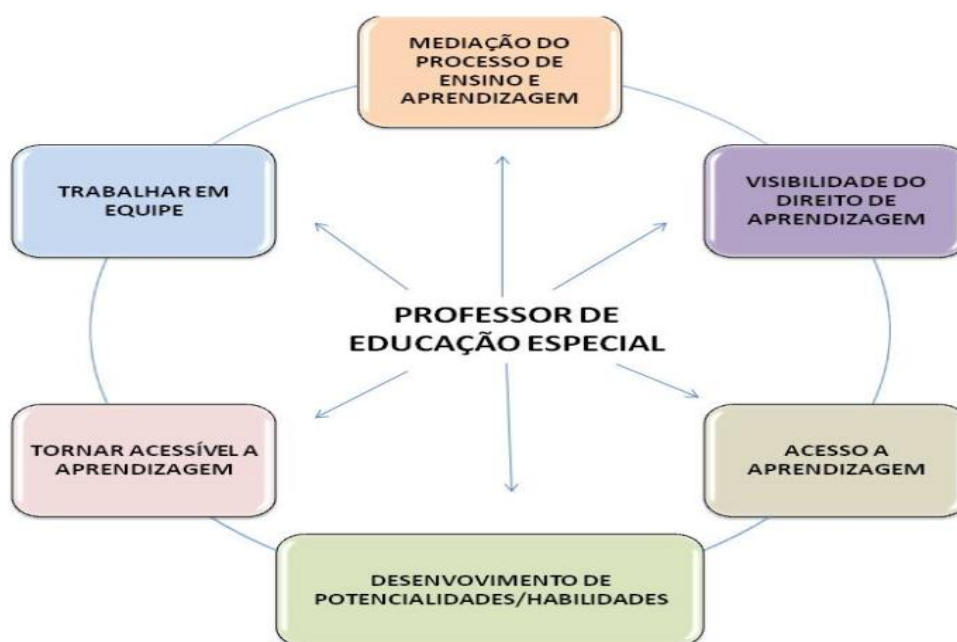 MEDIAÇÃO DO
PROCESSO DE
ENSINO E
APRENDIZAGEM
TRABALHAR EM
EQUIPE
VISIBILIDADE DO
DIREITO DE
APRENDIZAGEM
PROFESSOR DE
EDUCAÇÃO ESPECIAL
TORNAR ACESSÍVEL A
APRENDIZAGEM
ACESSO A
APRENDIZAGEM
DESENVOVIMENTO DE
POTENCIALIDADES/HABILIDADES